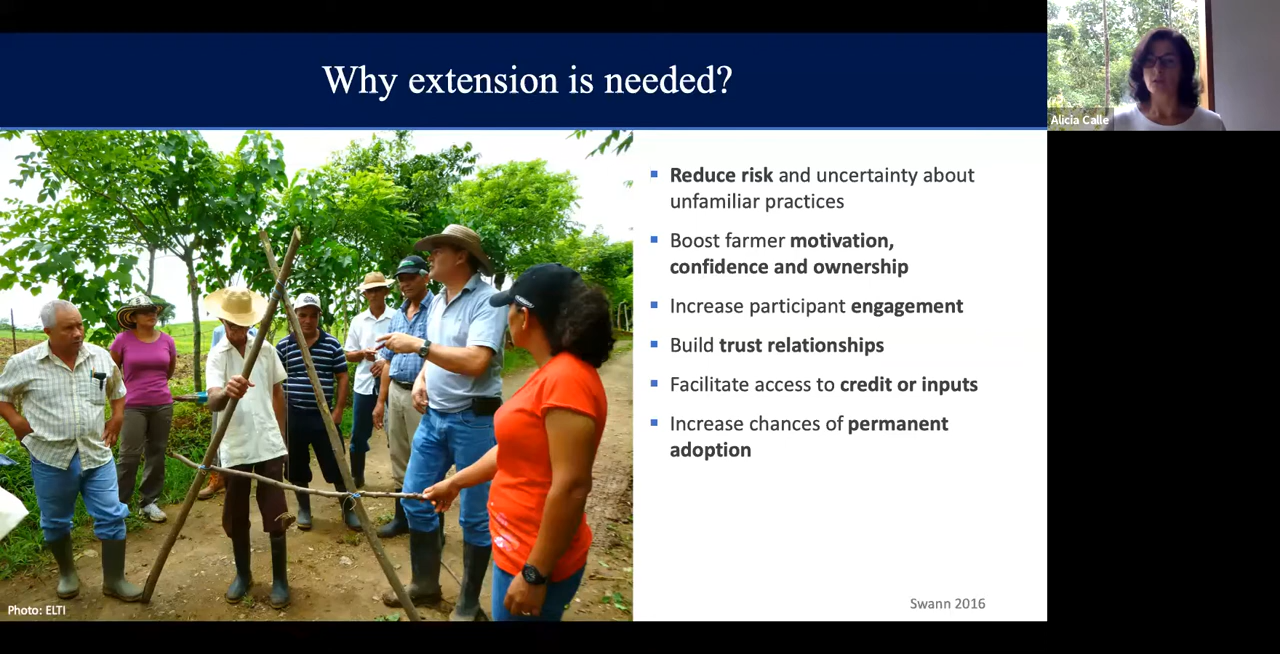 Why extension is needed?
Alicia Calle
Reduce risk and uncertainty about
unfamiliar practices
Boost farmer motivation,
confidence and ownership
Increase participant engagement
Build trust relationships
Facilitate access to credit or inputs
Increase chances of permanent
adoption
Photo: ELTI
Swann 2016